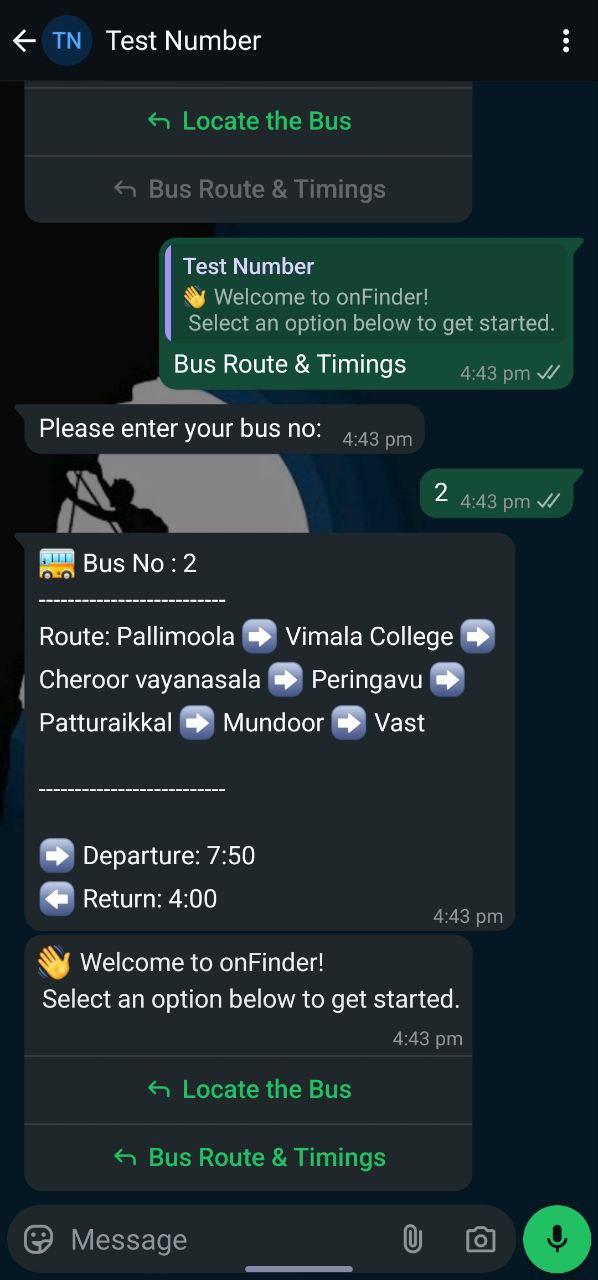 TN Test Number
Locate the Bus
Bus Route & Timings
Test Number
👋 Welcome to onFinder!
Select an option below to get started.
Bus Route & Timings 4:43 pm
Please enter your bus no: 4:43 pm
2 4:43 pm
🚌 Bus No : 2
--------------------------
Route: Pallimoola ➡️ Vimala College ➡️
Cheroor vayanasala ➡️ Peringavu ➡️
Patturaikkal ➡️ Mundoor ➡️ Vast
--------------------------
➡️ Departure: 7:50
⬅️ Return: 4:00
4:43 pm
👋 Welcome to onFinder!
Select an option below to get started.
4:43 pm
Locate the Bus
Bus Route & Timings
Message